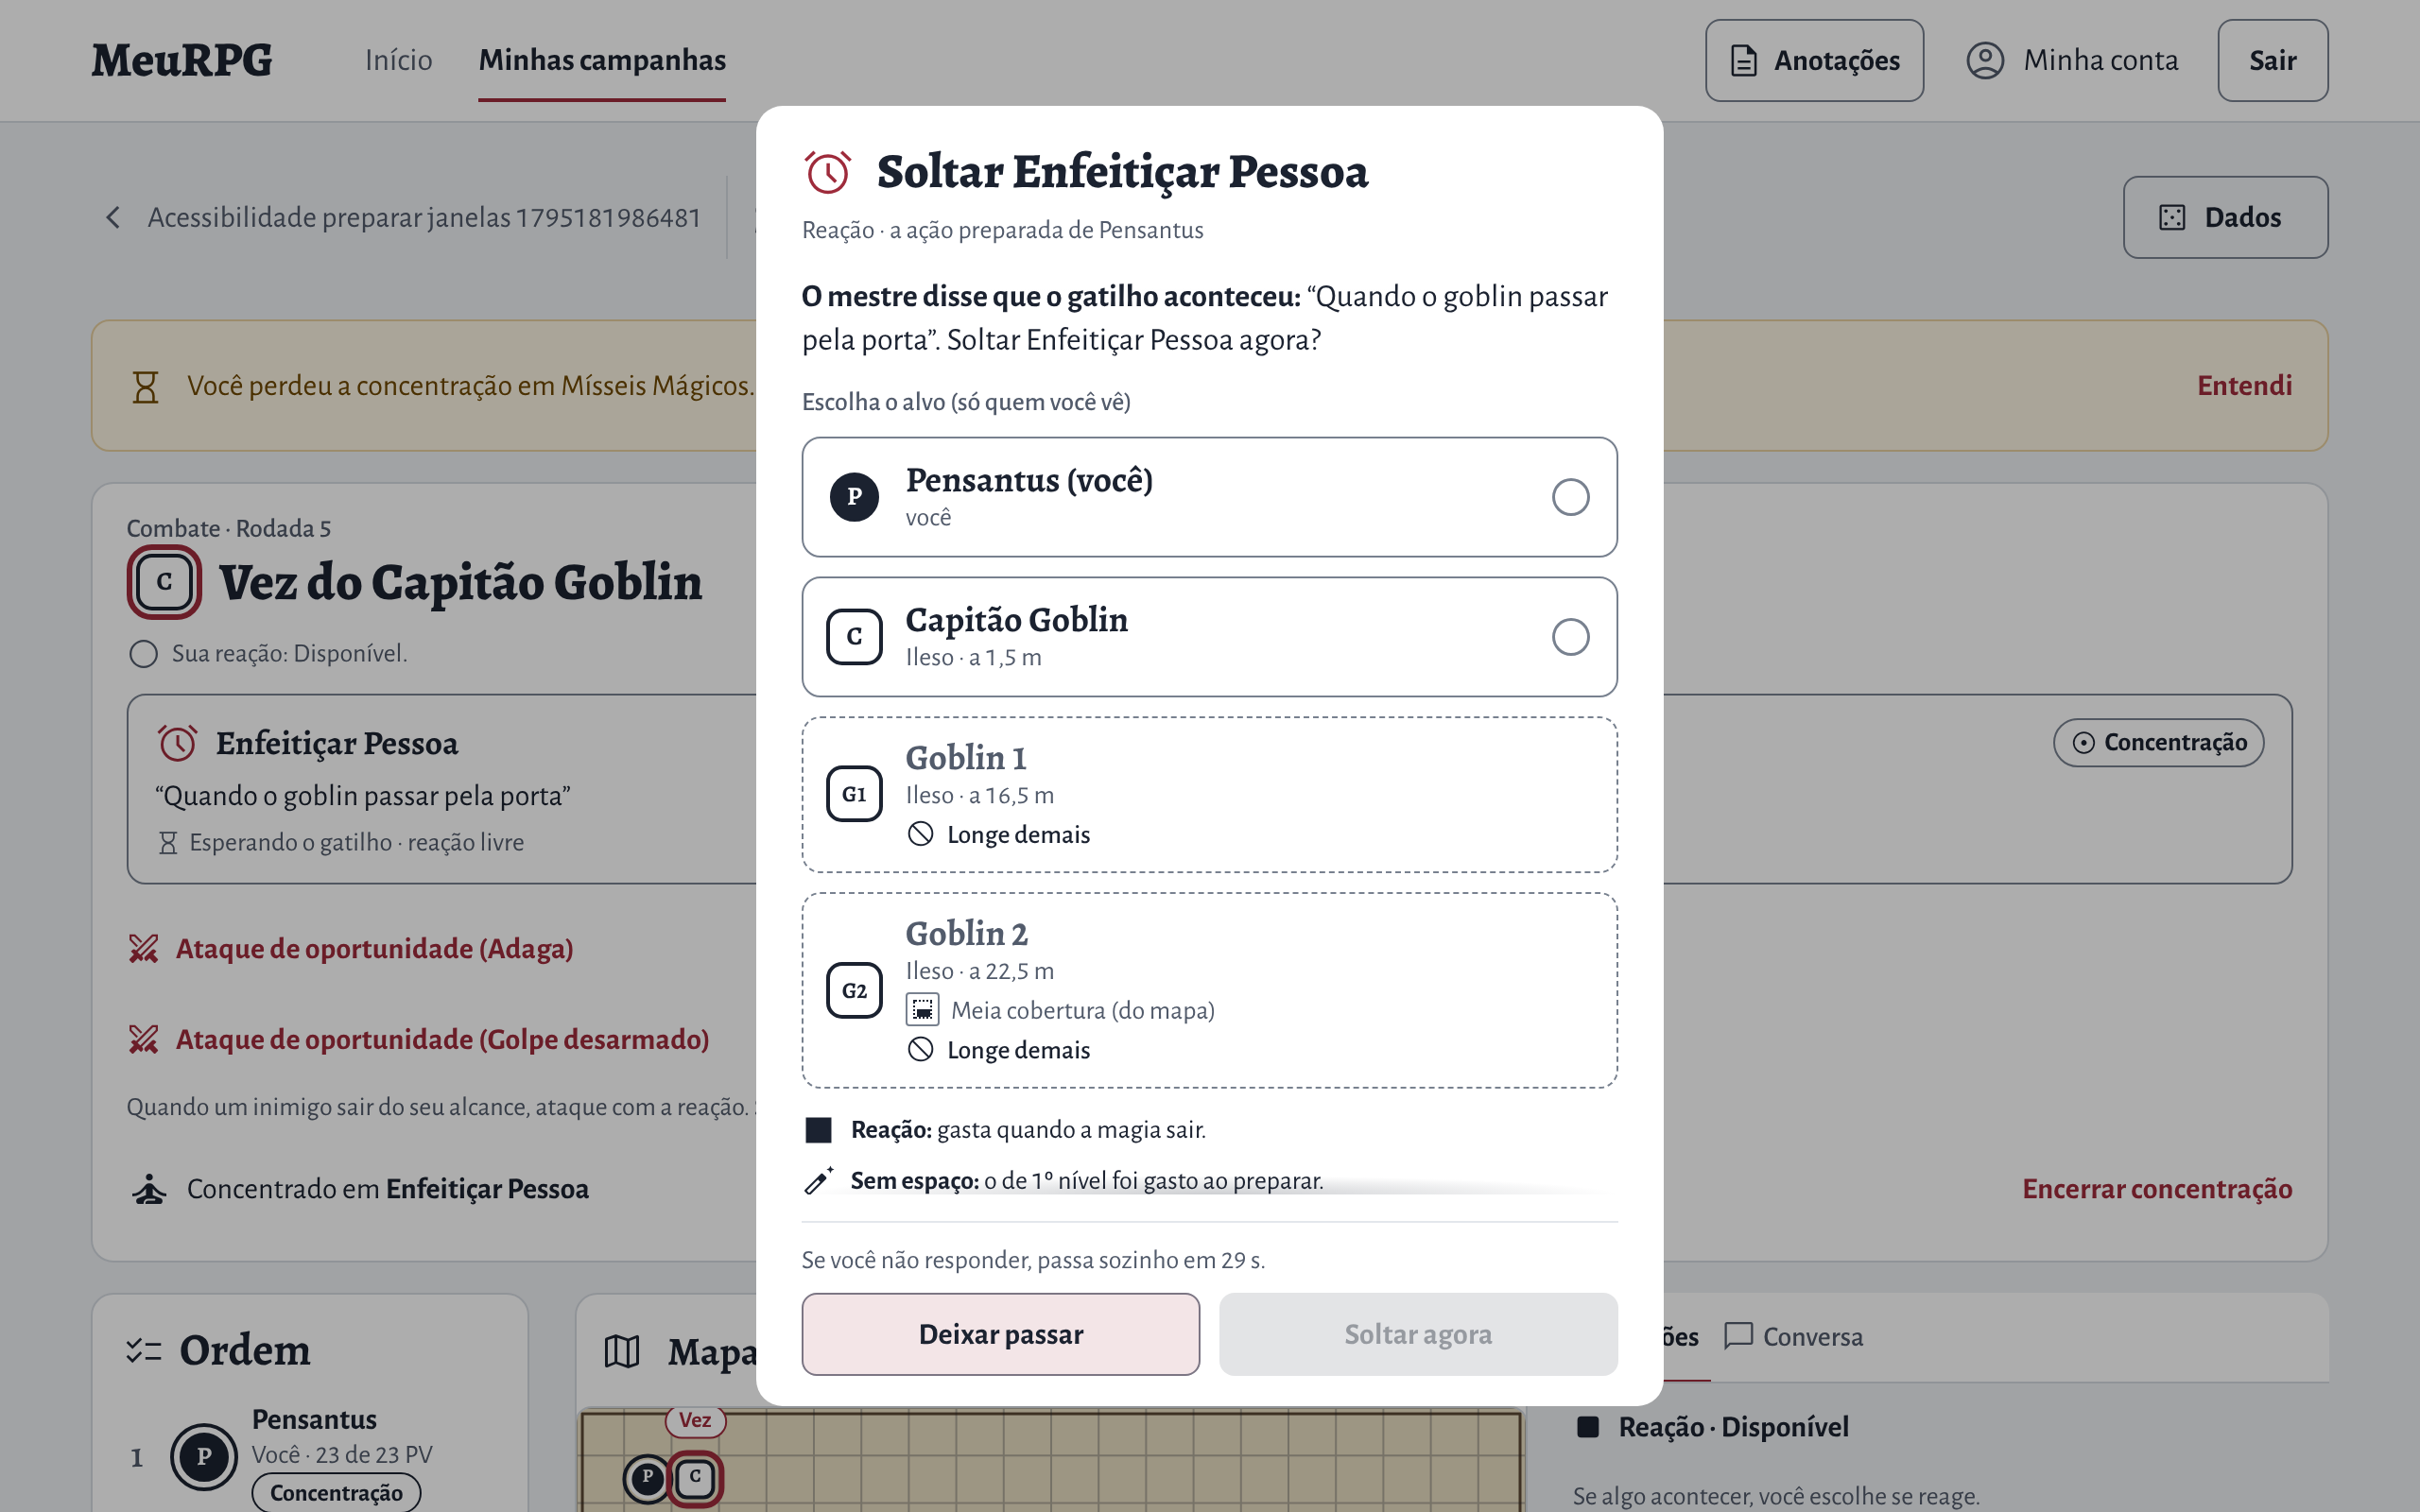 MeuRPG
Início
Minhas campanhas
Anotações
Minha conta
Sair
Acessibilidade preparar janelas 1795181986481
Dados
Você perdeu a concentração em Mísseis Mágicos.
Entendi
Combate · Rodada 5
C
Vez do Capitão Goblin
Sua reação: Disponível.
Enfeitiçar Pessoa
Concentração
“Quando o goblin passar pela porta”
Esperando o gatilho · reação livre
Ataque de oportunidade (Adaga)
Ataque de oportunidade (Golpe desarmado)
Quando um inimigo sair do seu alcance, ataque com a reação.
Concentrado em Enfeitiçar Pessoa
Encerrar concentração
Soltar Enfeitiçar Pessoa
Reação · a ação preparada de Pensantus
O mestre disse que o gatilho aconteceu: “Quando o goblin passar
pela porta”. Soltar Enfeitiçar Pessoa agora?
Escolha o alvo (só quem você vê)
P
Pensantus (você)
você
C
Capitão Goblin
Ileso · a 1,5 m
G1
Goblin 1
Ileso · a 16,5 m
Longe demais
G2
Goblin 2
Ileso · a 22,5 m
Meia cobertura (do mapa)
Longe demais
Reação: gasta quando a magia sair.
Sem espaço: o de 1º nível foi gasto ao preparar.
Se você não responder, passa sozinho em 29 s.
Deixar passar
Soltar agora
Ordem
1
P
Pensantus
Você · 23 de 23 PV
Concentração
Mapa
Vez
P
C
Conversa
Reação · Disponível
Se algo acontecer, você escolhe se reage.